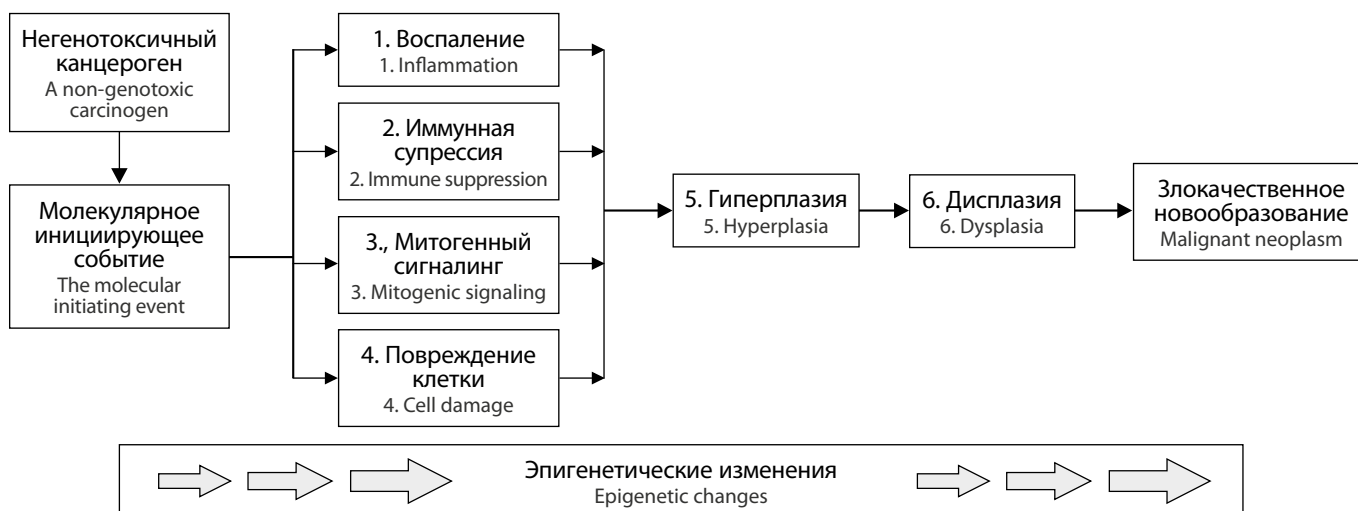 Негенотоксичный
канцероген
A non-genotoxic
carcinogen
Молекулярное
инициирующее
событие
The molecular
initiating event
1. Воспаление
1. Inflammation
2. Иммунная
супрессия
2. Immune suppression
3., Митогенный
сигналинг
3. Mitogenic signaling
4. Повреждение
клетки
4. Cell damage
5. Гиперплазия
5. Hyperplasia
6. Дисплазия
6. Dysplasia
Злокачественное
новообразование
Malignant neoplasm
Эпигенетические изменения
Epigenetic changes